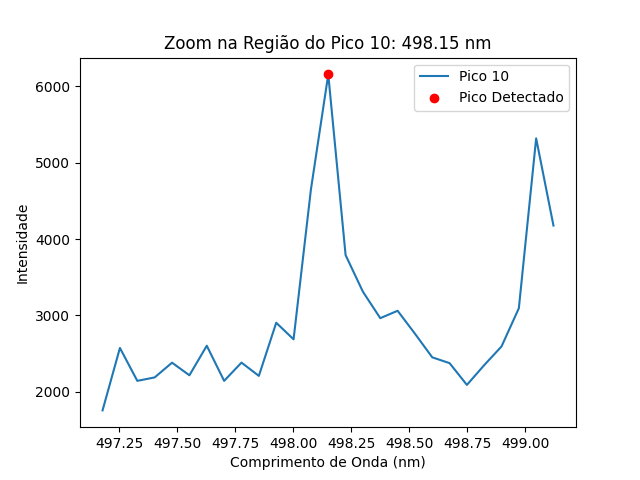 Zoom na Região do Pico 10: 498.15 nm
Pico 10
Pico Detectado
Intensidade
6000
5000
4000
3000
2000
497.25 497.50 497.75 498.00 498.25 498.50 498.75 499.00
Comprimento de Onda (nm)